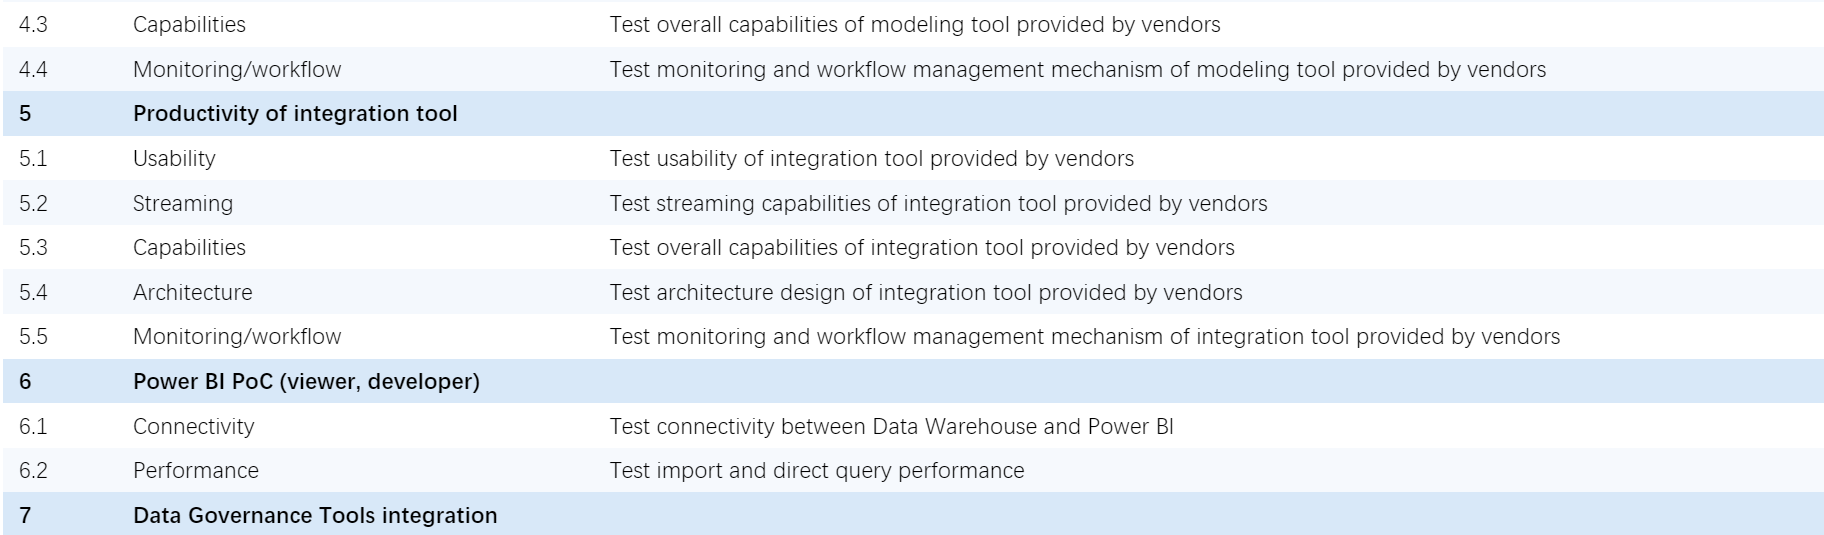 4.3 Capabilities Test overall capabilities of modeling tool provided by vendors
4.4 Monitoring/workflow Test monitoring and workflow management mechanism of modeling tool provided by vendors
5 Productivity of integration tool
5.1 Usability Test usability of integration tool provided by vendors
5.2 Streaming Test streaming capabilities of integration tool provided by vendors
5.3 Capabilities Test overall capabilities of integration tool provided by vendors
5.4 Architecture Test architecture design of integration tool provided by vendors
5.5 Monitoring/workflow Test monitoring and workflow management mechanism of integration tool provided by vendors
6 Power BI PoC (viewer, developer)
6.1 Connectivity Test connectivity between Data Warehouse and Power BI
6.2 Performance Test import and direct query performance
7 Data Governance Tools integration